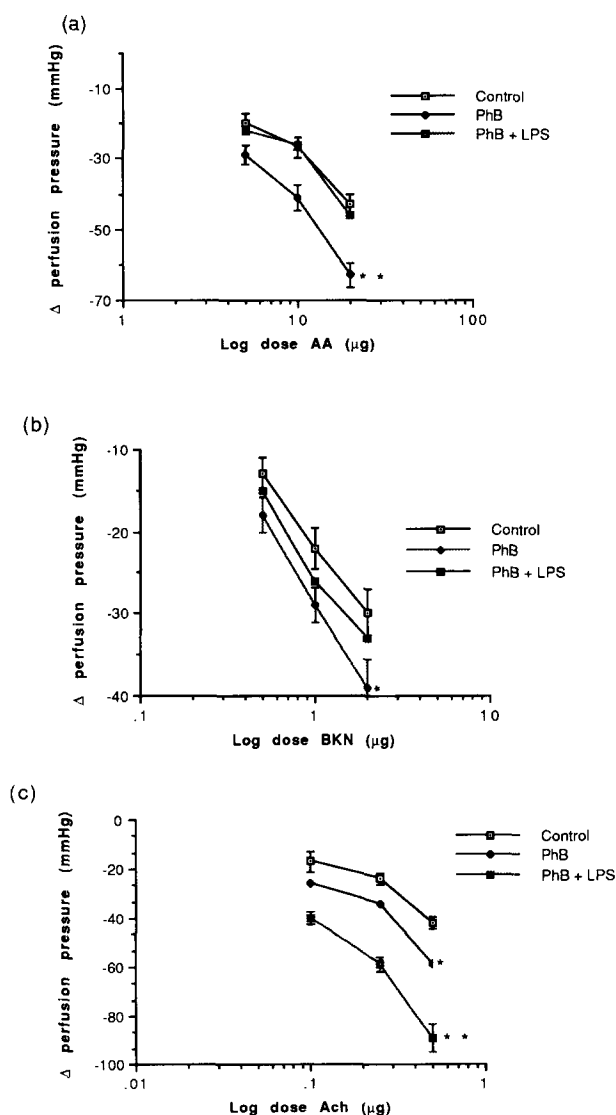 (a)
Δ perfusion pressure (mmHg)
-10
-30
-50
-70
1
10
100
Log dose AA (µg)
Control
PhB
PhB + LPS
* *
(b)
Δ perfusion pressure (mmHg)
-10
-20
-30
-40
.1
1
10
Log dose BKN (µg)
Control
PhB
PhB + LPS
*
(c)
Δ perfusion pressure (mmHg)
0
-20
-40
-60
-80
-100
.01
.1
1
Log dose Ach (µg)
Control
PhB
PhB + LPS
*
* *